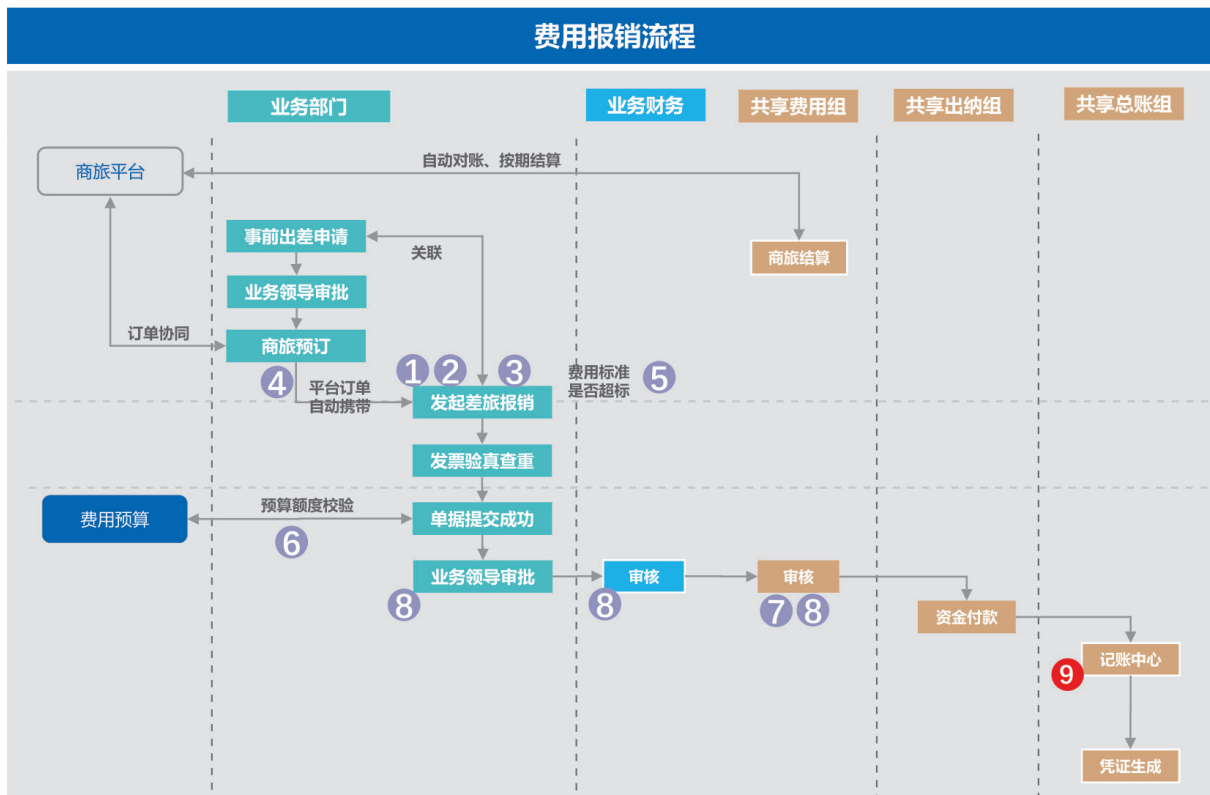 费用报销流程
业务部门
业务财务
共享费用组
共享出纳组
共享总账组
商旅平台
自动对账、按期结算
事前出差申请
关联
商旅结算
业务领导审批
订单协同
商旅预订
4
平台订单
自动携带
1
2
3
费用标准
是否超标
5
发起差旅报销
发票验真查重
费用预算
预算额度校验
6
单据提交成功
业务领导审批
8
审核
8
审核
7
8
资金付款
记账中心
9
凭证生成